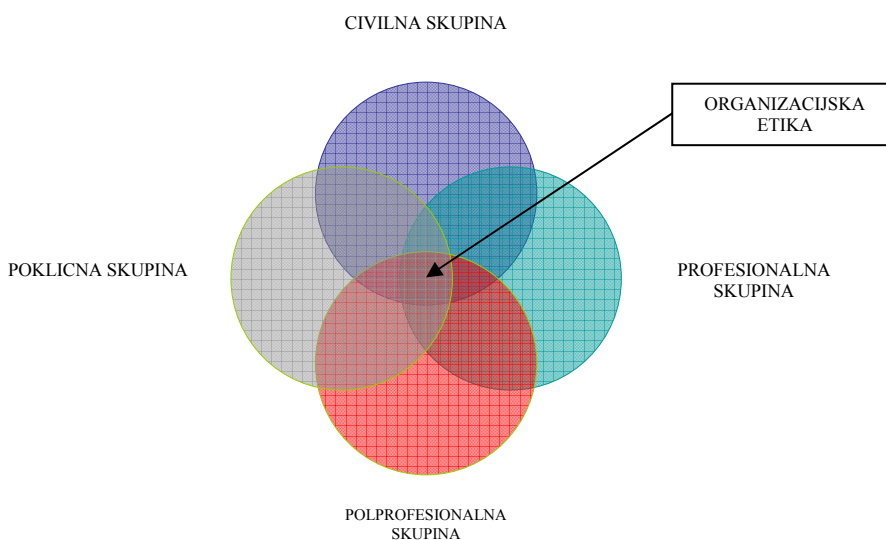 CIVILNA SKUPINA
ORGANIZACIJSKA
ETIKA
POKLICNA SKUPINA
PROFESIONALNA
SKUPINA
POLPROFESIONALNA
SKUPINA